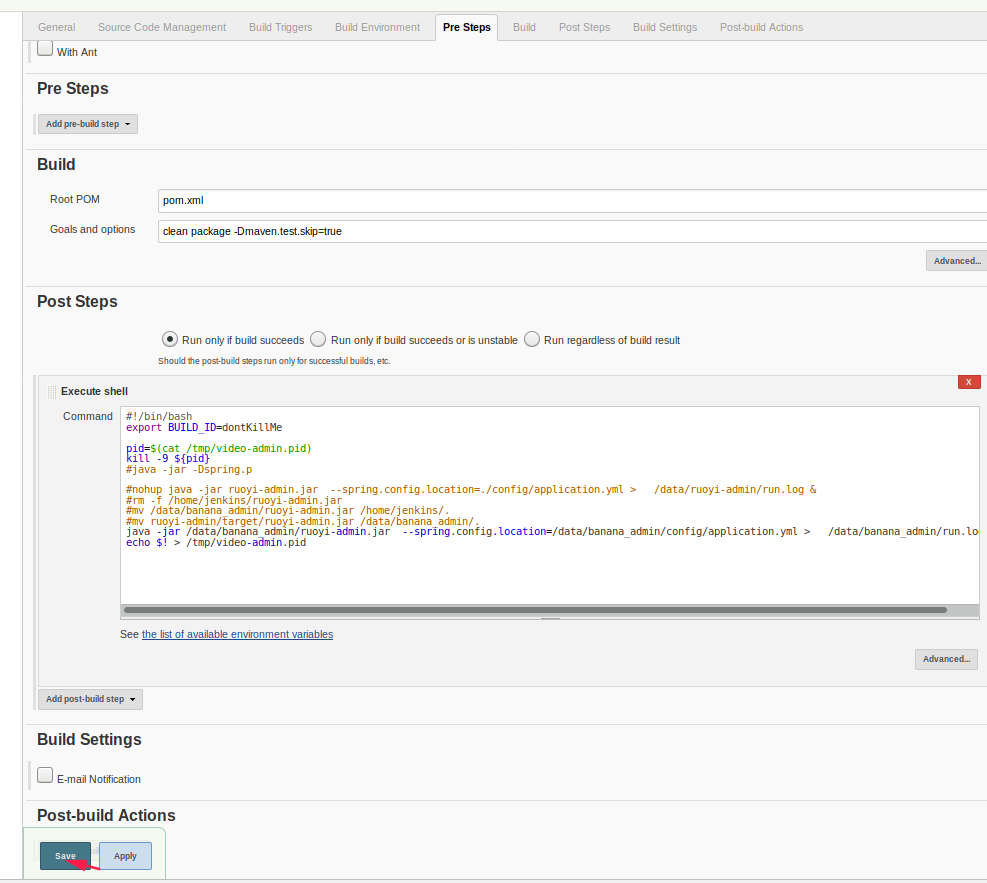 General Source Code Management Build Triggers Build Environment Pre Steps Build Post Steps Build Settings Post-build Actions
With Ant
Pre Steps
Add pre-build step
Build
Root POM pom.xml
Goals and options clean package -Dmaven.test.skip=true
Advanced...
Post Steps
Run only if build succeeds Run only if build succeeds or is unstable Run regardless of build result
Should the post-build steps run only for successful builds, etc.
X
Execute shell
Command
#!/bin/bash
export BUILD_ID=dontKillMe
pid=$(cat /tmp/video-admin.pid)
kill -9 ${pid}
#java -jar -Dspring.p
#nohup java -jar ruoyi-admin.jar  --spring.config.location=./config/application.yml >   /data/ruoyi-admin/run.log &
#rm -f /home/jenkins/ruoyi-admin.jar
#mv /data/banana_admin/ruoyi-admin.jar /home/jenkins/.
#mv ruoyi-admin/target/ruoyi-admin.jar /data/banana_admin/.
java -jar /data/banana_admin/ruoyi-admin.jar  --spring.config.location=/data/banana_admin/config/application.yml >   /data/banana_admin/run.lo
echo $! > /tmp/video-admin.pid
See the list of available environment variables
Advanced...
Add post-build step
Build Settings
E-mail Notification
Post-build Actions
Save Apply